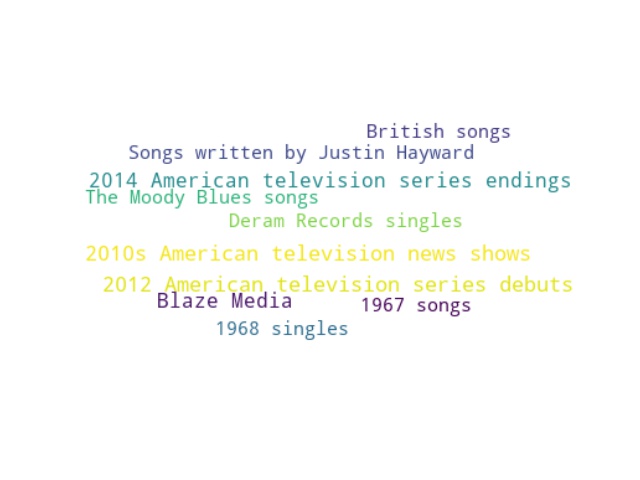 British songs
Songs written by Justin Hayward
2014 American television series endings
The Moody Blues songs
Deram Records singles
2010s American television news shows
2012 American television series debuts
Blaze Media
1967 songs
1968 singles